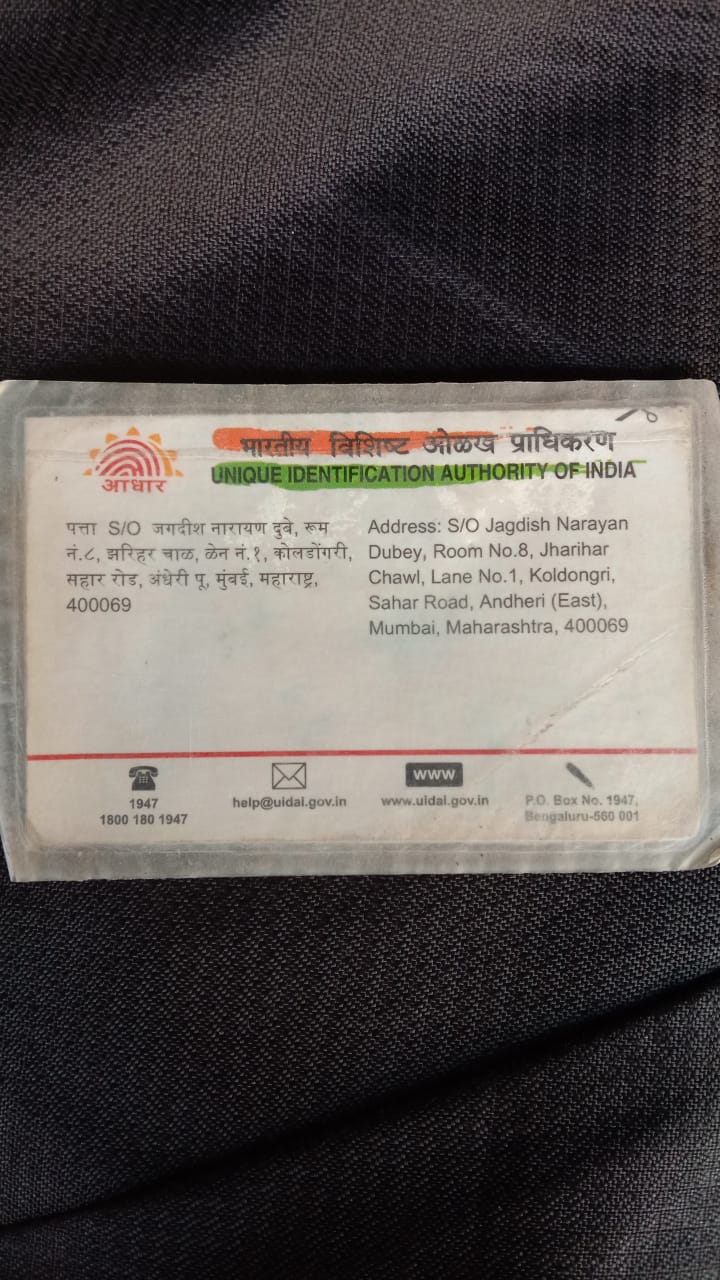 आधार
भारतीय विशिष्ट ओळख प्राधिकरण
UNIQUE IDENTIFICATION AUTHORITY OF INDIA
पत्ता S/O जगदीश नारायण दुबे, रूम
नं.८, झरिहर चाळ, लेन नं.१, कोलडोंगरी,
सहार रोड, अंधेरी पू, मुंबई, महाराष्ट्र,
400069
Address: S/O Jagdish Narayan
Dubey, Room No.8, Jharihar
Chawl, Lane No.1, Koldongri,
Sahar Road, Andheri (East),
Mumbai, Maharashtra, 400069
1947
1800 180 1947
help@uidai.gov.in
www
www.uidai.gov.in
P.O. Box No. 1947,
Bengaluru-560 001